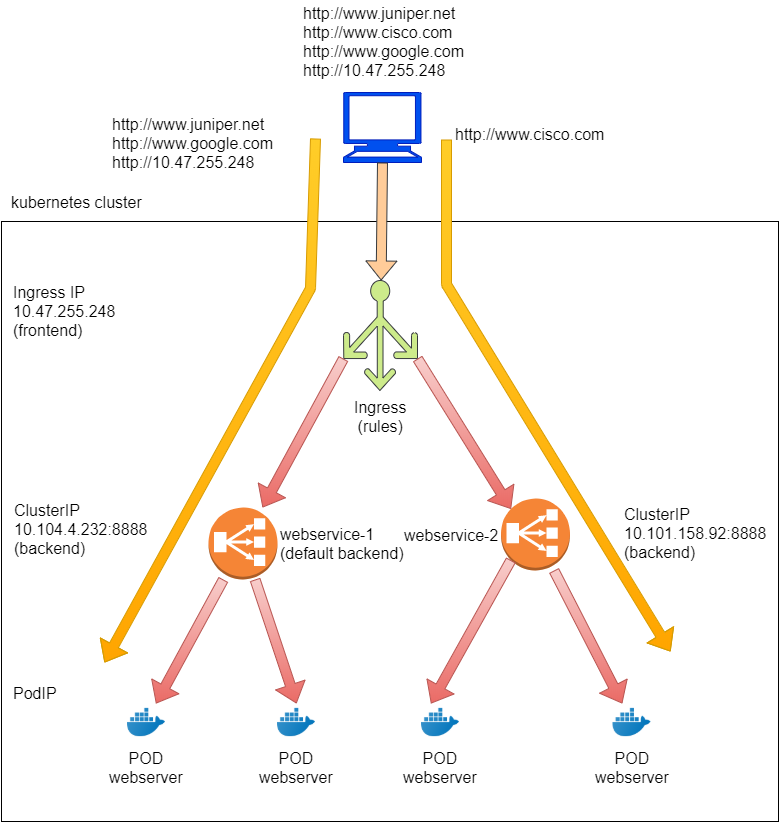 http://www.juniper.net
http://www.cisco.com
http://www.google.com
http://10.47.255.248
http://www.juniper.net
http://www.google.com
http://10.47.255.248
http://www.cisco.com
kubernetes cluster
Ingress IP
10.47.255.248
(frontend)
Ingress
(rules)
ClusterIP
10.104.4.232:8888
(backend)
webservice-1
(default backend)
webservice-2
ClusterIP
10.101.158.92:8888
(backend)
PodIP
POD
webserver
POD
webserver
POD
webserver
POD
webserver